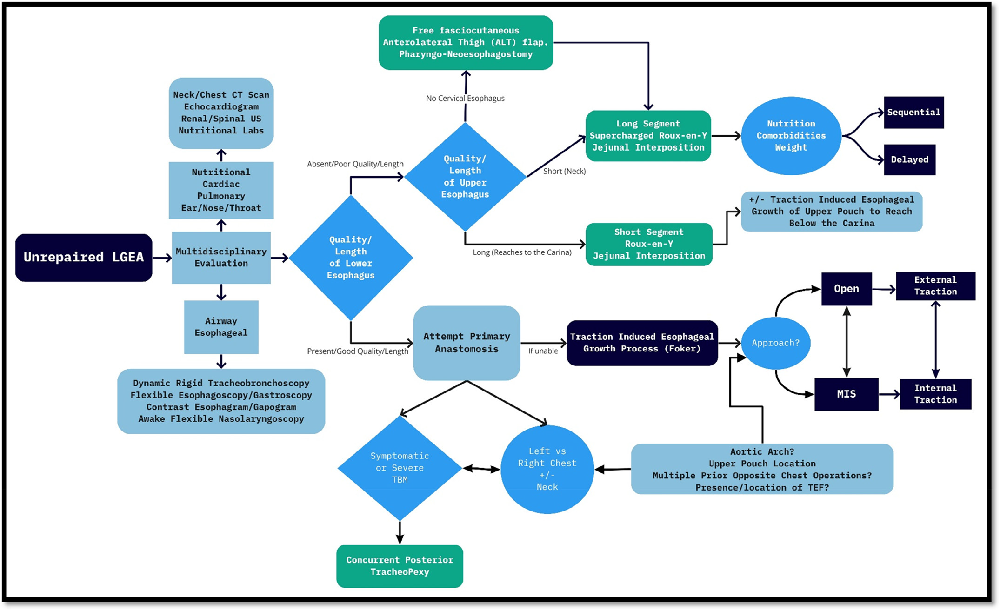 Free fasciocutaneous
Anterolateral Thigh (ALT) flap.
Pharyngo-Neoesophagostomy
Neck/Chest CT Scan
Echocardiogram
Renal/Spinal US
Nutritional Labs
No Cervical Esophagus
Sequential
Nutrition
Comorbidities
Weight
Delayed
Long Segment
Supercharged Roux-en-Y
Jejunal Interposition
Quality/
Length
of Upper
Esophagus
Absent/Poor Quality/Length
Short (Neck)
Nutritional
Cardiac
Pulmonary
Ear/Nose/Throat
+/- Traction Induced Esophageal
Growth of Upper Pouch to Reach
Below the Carina
Short Segment
Roux-en-Y
Jejunal Interposition
Long (Reaches to the Carina)
Unrepaired LGEA
Multidisciplinary
Evaluation
Quality/
Length
of Lower
Esophagus
Open
External
Traction
Airway
Esophageal
Attempt Primary
Anastomosis
Present/Good Quality/Length
If unable
Traction Induced Esophageal
Growth Process (Foker)
Approach?
MIS
Internal
Traction
Dynamic Rigid Tracheobronchoscopy
Flexible Esophagoscopy/Gastroscopy
Contrast Esophagram/Gapogram
Awake Flexible Nasolaryngoscopy
Symptomatic
or Severe
TBM
Left vs
Right Chest
+/-
Neck
Aortic Arch?
Upper Pouch Location
Multiple Prior Opposite Chest Operations?
Presence/location of TEF?
Concurrent Posterior
TracheoPexy